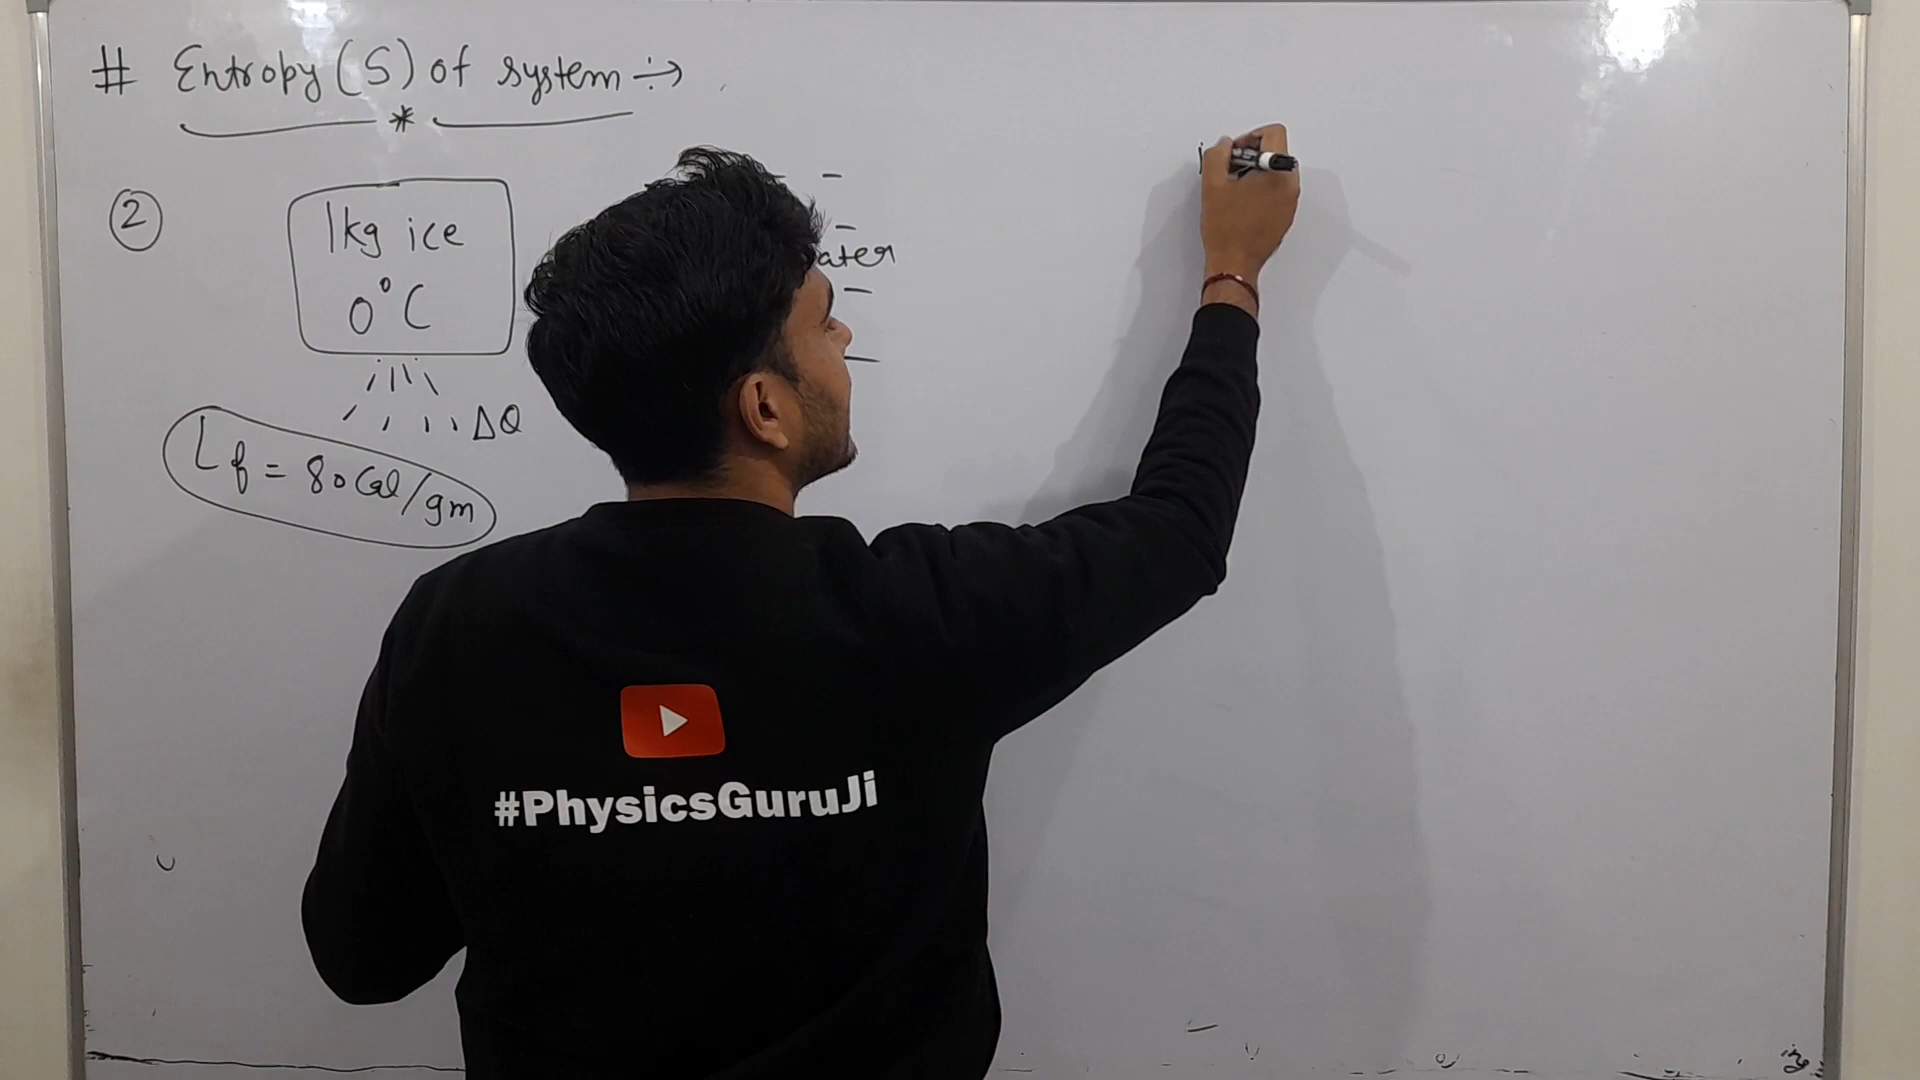 # Entropy (S) of system ÷→
*
②
1kg ice
0°C
ΔQ
Lf = 80 Cal/gm
#PhysicsGuruJi